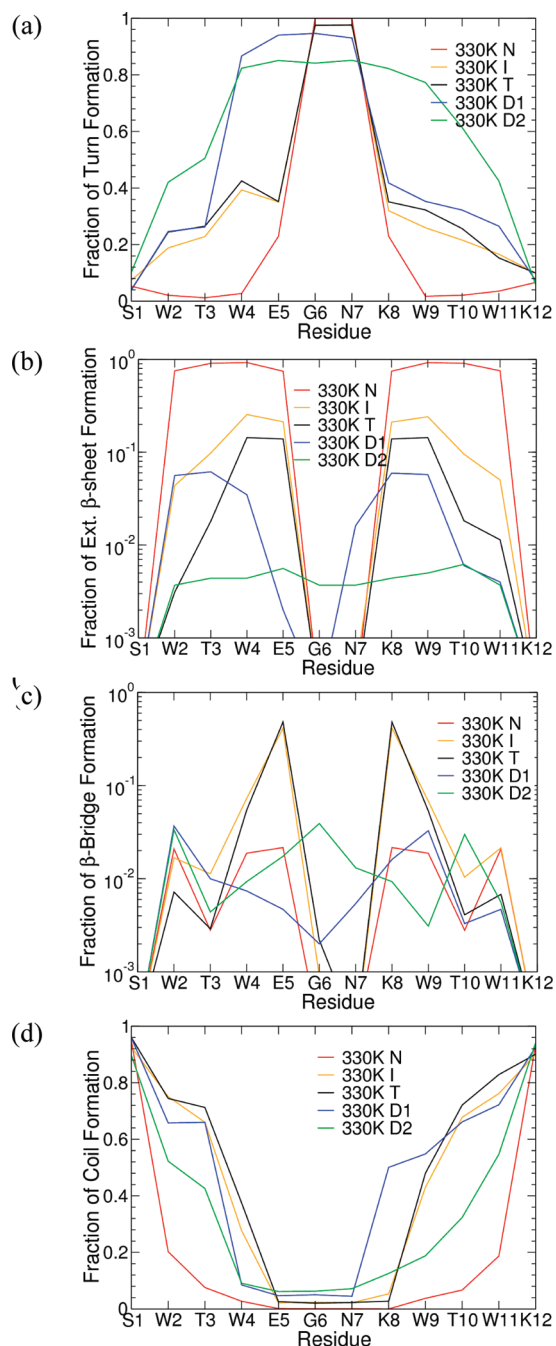 (a)
Fraction of Turn Formation
1
0.8
0.6
0.4
0.2
0
330K N
330K I
330K T
330K D1
330K D2
S1 W2 T3 W4 E5 G6 N7 K8 W9 T10 W11 K12
Residue
(b)
Fraction of Ext. β-sheet Formation
10^0
10^-1
10^-2
10^-3
330K N
330K I
330K T
330K D1
330K D2
S1 W2 T3 W4 E5 G6 N7 K8 W9 T10 W11 K12
Residue
(c)
Fraction of β-Bridge Formation
10^0
10^-1
10^-2
10^-3
330K N
330K I
330K T
330K D1
330K D2
S1 W2 T3 W4 E5 G6 N7 K8 W9 T10 W11 K12
Residue
(d)
Fraction of Coil Formation
1
0.8
0.6
0.4
0.2
0
330K N
330K I
330K T
330K D1
330K D2
S1 W2 T3 W4 E5 G6 N7 K8 W9 T10 W11 K12
Residue